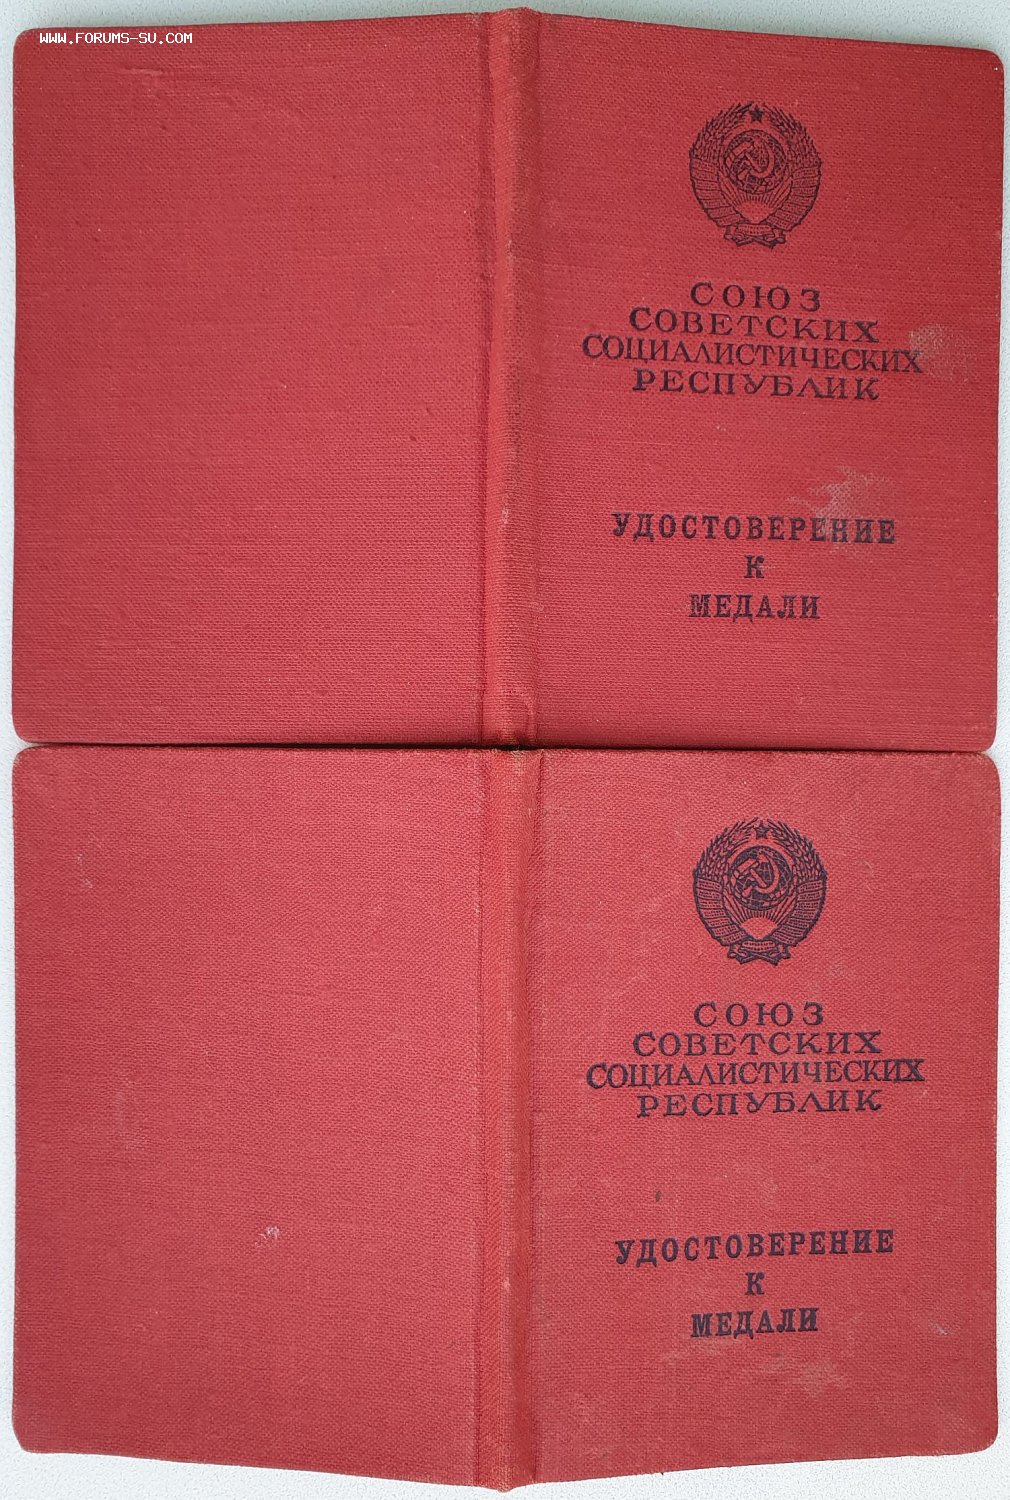 WWW.FORUMS-SU.COM
СОЮЗ
СОВЕТСКИХ
СОЦИАЛИСТИЧЕСКИХ
РЕСПУБЛИК
УДОСТОВЕРЕНИЕ
К
МЕДАЛИ
СОЮЗ
СОВЕТСКИХ
СОЦИАЛИСТИЧЕСКИХ
РЕСПУБЛИК
УДОСТОВЕРЕНИЕ
К
МЕДАЛИ